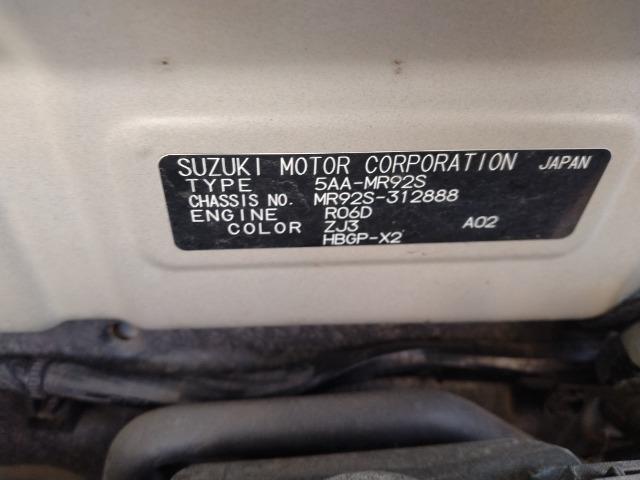 SUZUKI MOTOR CORPORATION JAPAN
TYPE 5AA-MR92S
CHASSIS NO. MR92S-312888
ENGINE R06D
COLOR ZJ3 A02
HBGP-X2